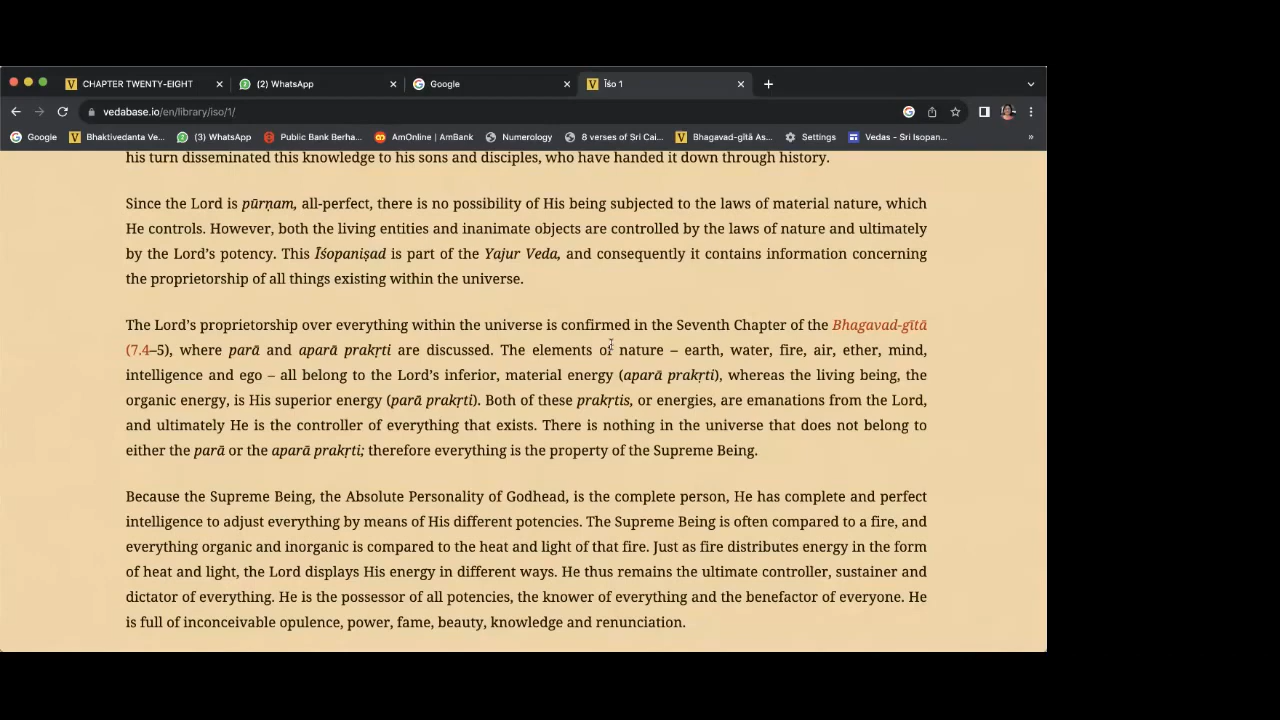 CHAPTER TWENTY-EIGHT
(2) WhatsApp
Google
Īśo 1
vedabase.io/en/library/iso/1/
Google
Bhaktivedanta Ve...
(3) WhatsApp
Public Bank Berha...
AmOnline | AmBank
Numerology
8 verses of Sri Cai...
Bhagavad-gītā As...
Settings
Vedas - Sri Isopan...
his turn disseminated this knowledge to his sons and disciples, who have handed it down through history.
Since the Lord is pūrṇam, all-perfect, there is no possibility of His being subjected to the laws of material nature, which
He controls. However, both the living entities and inanimate objects are controlled by the laws of nature and ultimately
by the Lord's potency. This Īśopaniṣad is part of the Yajur Veda, and consequently it contains information concerning
the proprietorship of all things existing within the universe.
The Lord's proprietorship over everything within the universe is confirmed in the Seventh Chapter of the Bhagavad-gītā
(7.4–5), where parā and aparā prakṛti are discussed. The elements of nature – earth, water, fire, air, ether, mind,
intelligence and ego – all belong to the Lord's inferior, material energy (aparā prakṛti), whereas the living being, the
organic energy, is His superior energy (parā prakṛti). Both of these prakṛtis, or energies, are emanations from the Lord,
and ultimately He is the controller of everything that exists. There is nothing in the universe that does not belong to
either the parā or the aparā prakṛti; therefore everything is the property of the Supreme Being.
Because the Supreme Being, the Absolute Personality of Godhead, is the complete person, He has complete and perfect
intelligence to adjust everything by means of His different potencies. The Supreme Being is often compared to a fire, and
everything organic and inorganic is compared to the heat and light of that fire. Just as fire distributes energy in the form
of heat and light, the Lord displays His energy in different ways. He thus remains the ultimate controller, sustainer and
dictator of everything. He is the possessor of all potencies, the knower of everything and the benefactor of everyone. He
is full of inconceivable opulence, power, fame, beauty, knowledge and renunciation.